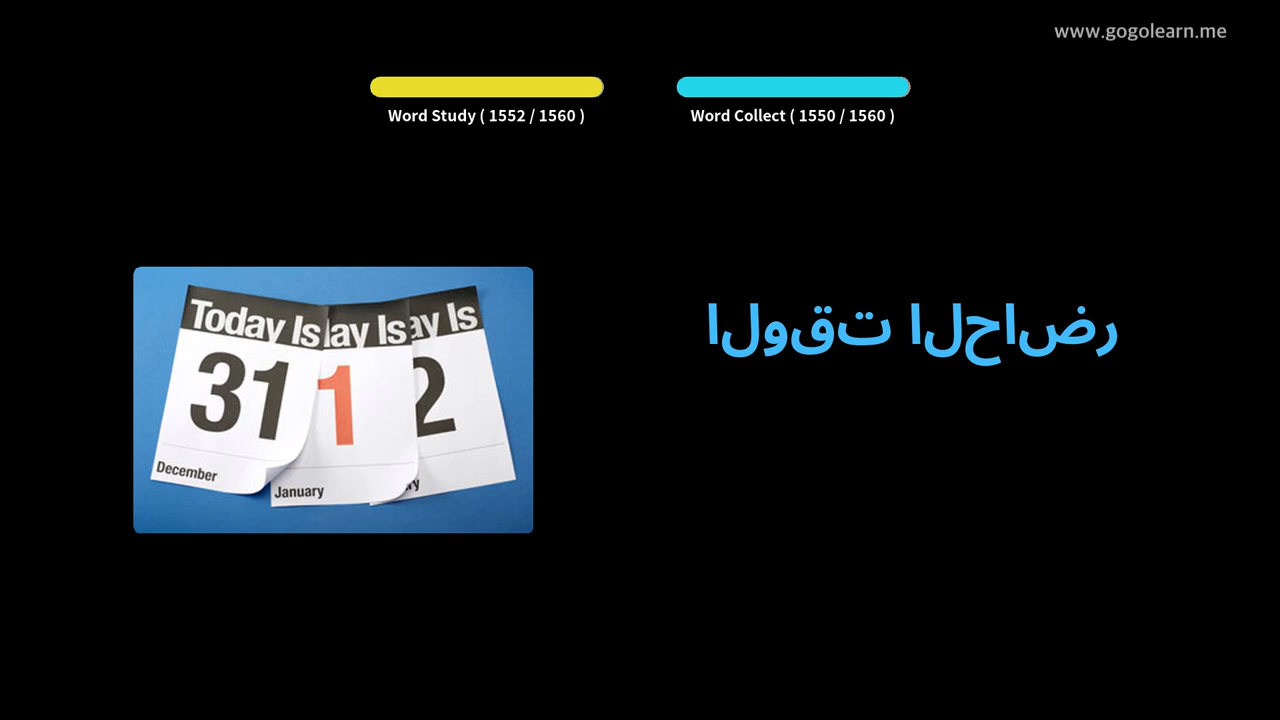 www.gogolearn.me
Word Study ( 1552 / 1560 )
Word Collect ( 1550 / 1560 )
الوقت الحاضر
Today Is
31
December
ay Is
1
January
ay Is
2
ry